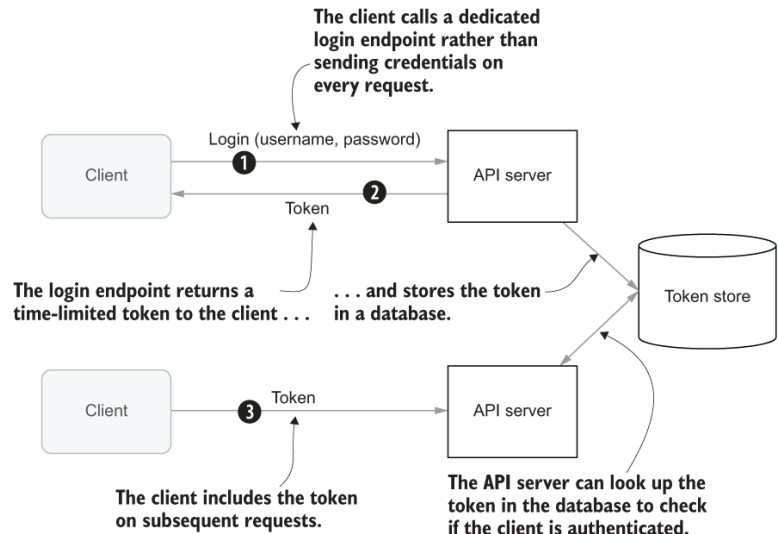 The client calls a dedicated
login endpoint rather than
sending credentials on
every request.
Login (username, password)
1
Client
API server
2
Token
The login endpoint returns a
time-limited token to the client . . .
. . . and stores the token
in a database.
Token store
Client
3
Token
API server
The client includes the token
on subsequent requests.
The API server can look up the
token in the database to check
if the client is authenticated.